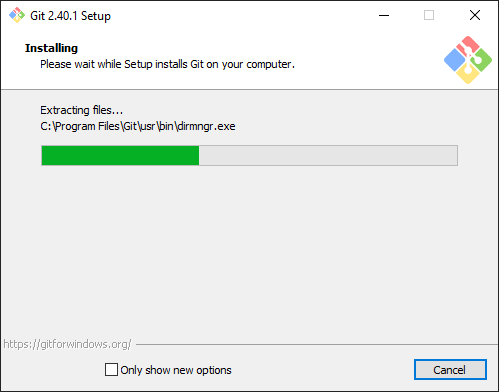 Git 2.40.1 Setup
Installing
Please wait while Setup installs Git on your computer.
Extracting files...
C:\Program Files\Git\usr\bin\dirmngr.exe
https://gitforwindows.org/
Only show new options
Cancel